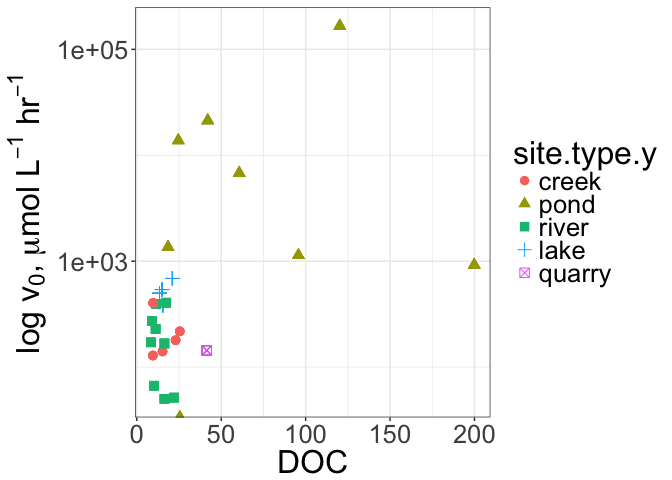 1e+05
1e+03
log v₀, μmol L⁻¹ hr⁻¹
0 50 100 150 200
DOC
site.type.y
creek
pond
river
lake
quarry